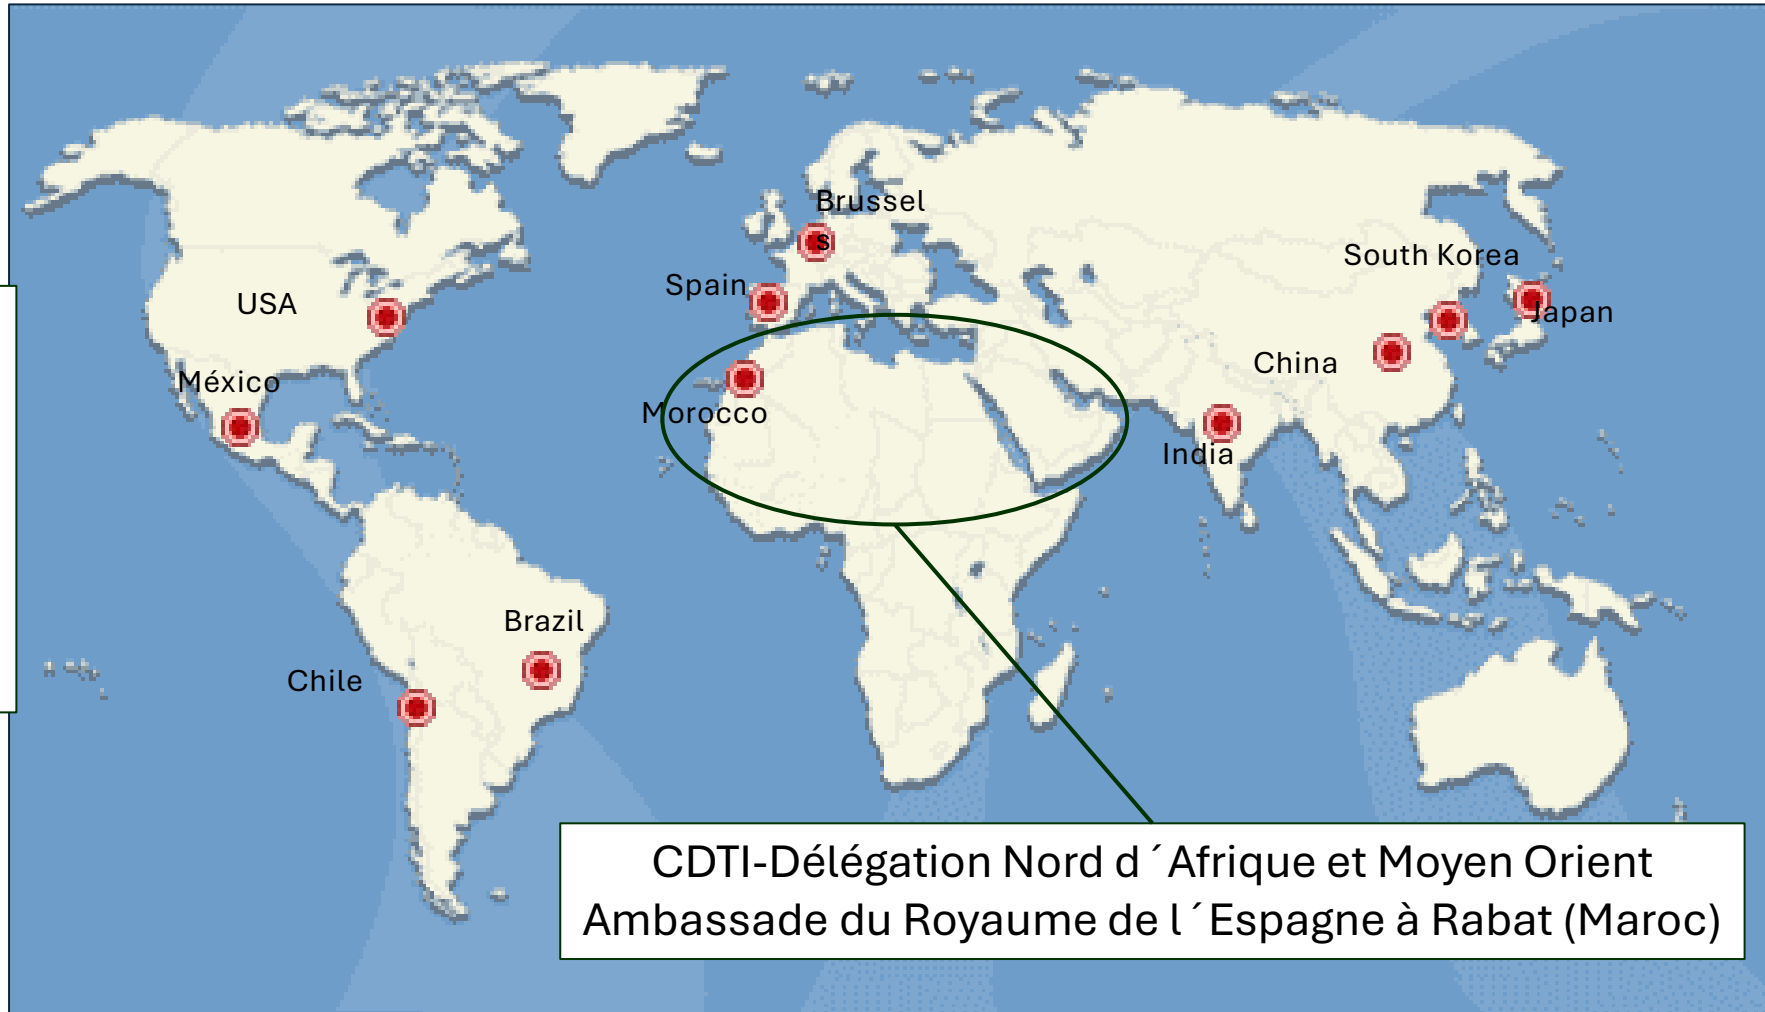 Brussel
s
South Korea
Spain
USA
Japan
China
México
Morocco
India
Brazil
Chile
CDTI-Délégation Nord d´Afrique et Moyen Orient
Ambassade du Royaume de l´Espagne à Rabat (Maroc)